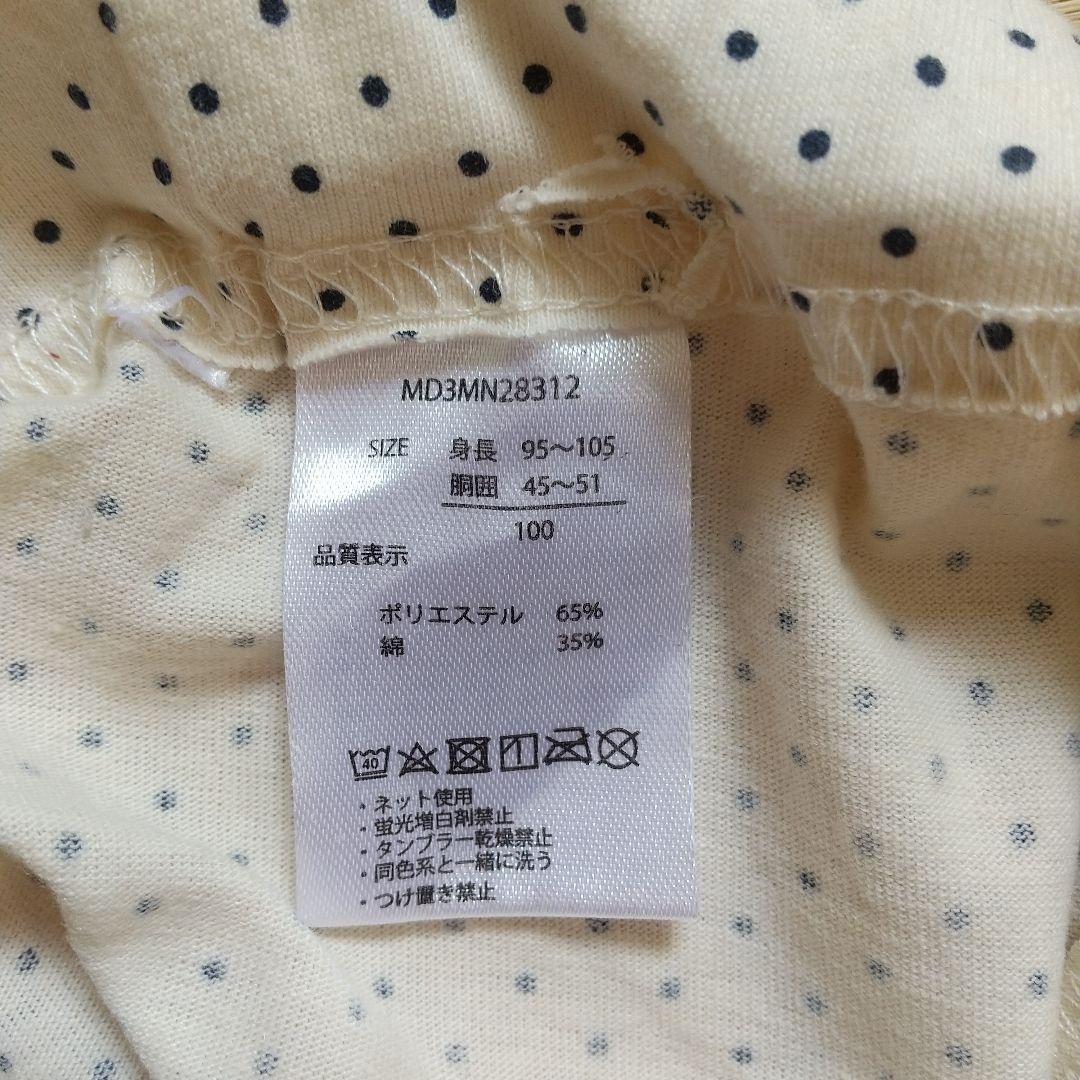 MD3MN28312
SIZE 身長 95～105
胴囲 45～51
100
品質表示
ポリエステル 65%
綿 35%
40
・ネット使用
・蛍光増白剤禁止
・タンブラー乾燥禁止
・同色系と一緒に洗う
・つけ置き禁止